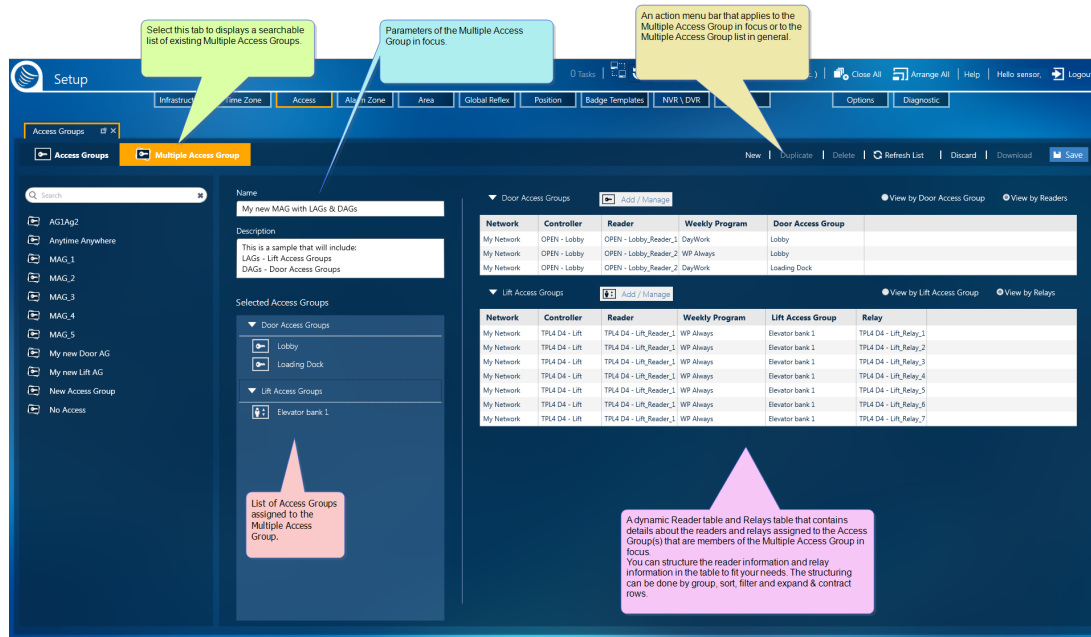 Select this tab to displays a searchable
list of existing Multiple Access Groups.
Parameters of the Multiple Access
Group in focus.
An action menu bar that applies to the
Multiple Access Group in focus or to the
Multiple Access Group list in general.
Setup
0 Tasks
Close All
Arrange All
Help
Hello sensor,
Logout
Time Zone
Access
Alarm Zone
Area
Global Reflex
Position
Badge Templates
NVR \ DVR
Options
Diagnostic
Access Groups
Access Groups
Multiple Access Group
New | Duplicate | Delete | Refresh List | Discard | Download
Save
Search
AG1Ag2
Anytime Anywhere
MAG_1
MAG_2
MAG_3
MAG_4
MAG_5
My new Door AG
My new Lift AG
New Access Group
No Access
Name
My new MAG with LAGs & DAGs
Description
This is a sample that will include:
LAGs - Lift Access Groups
DAGs - Door Access Groups
Selected Access Groups
Door Access Groups
Lobby
Loading Dock
Lift Access Groups
Elevator bank 1
List of Access Groups
assigned to the
Multiple Access
Group.
Door Access Groups Add / Manage View by Door Access Group View by Readers
Network Controller Reader Weekly Program Door Access Group
My Network OPEN - Lobby OPEN - Lobby_Reader_1 DayWork Lobby
My Network OPEN - Lobby OPEN - Lobby_Reader_2 WP Always Lobby
My Network OPEN - Lobby OPEN - Lobby_Reader_2 DayWork Loading Dock
Lift Access Groups Add / Manage View by Lift Access Group View by Relays
Network Controller Reader Weekly Program Lift Access Group Relay
My Network TPL4 D4 - Lift TPL4 D4 - Lift_Reader_1 WP Always Elevator bank 1 TPL4 D4 - Lift_Relay_1
My Network TPL4 D4 - Lift TPL4 D4 - Lift_Reader_1 WP Always Elevator bank 1 TPL4 D4 - Lift_Relay_2
My Network TPL4 D4 - Lift TPL4 D4 - Lift_Reader_1 WP Always Elevator bank 1 TPL4 D4 - Lift_Relay_3
My Network TPL4 D4 - Lift TPL4 D4 - Lift_Reader_1 WP Always Elevator bank 1 TPL4 D4 - Lift_Relay_4
My Network TPL4 D4 - Lift TPL4 D4 - Lift_Reader_1 WP Always Elevator bank 1 TPL4 D4 - Lift_Relay_5
My Network TPL4 D4 - Lift TPL4 D4 - Lift_Reader_1 WP Always Elevator bank 1 TPL4 D4 - Lift_Relay_6
My Network TPL4 D4 - Lift TPL4 D4 - Lift_Reader_1 WP Always Elevator bank 1 TPL4 D4 - Lift_Relay_7
A dynamic Reader table and Relays table that contains
details about the readers and relays assigned to the Access
Group(s) that are members of the Multiple Access Group in
focus.
You can structure the reader information and relay
information in the table to fit your needs. The structuring
can be done by group, sort, filter and expand & contract
rows.